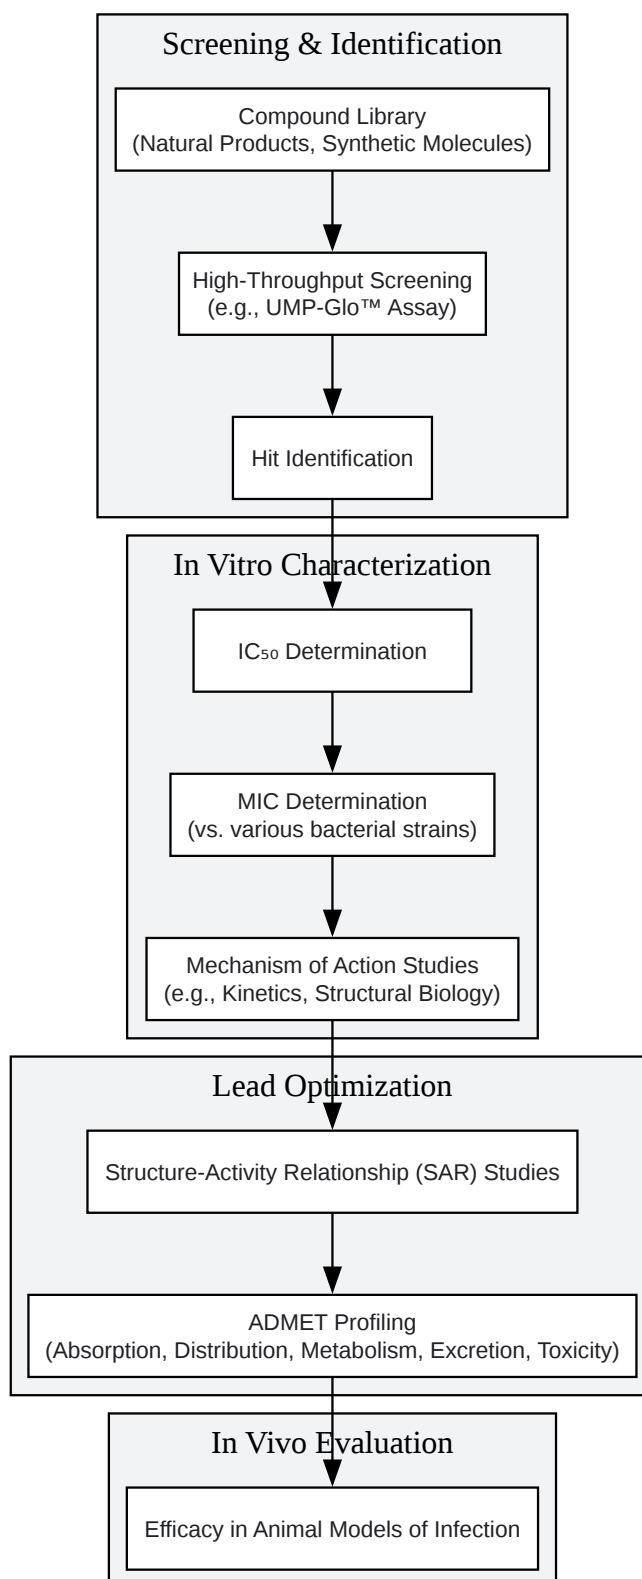 Screening & Identification
Compound Library
(Natural Products, Synthetic Molecules)
High-Throughput Screening
(e.g., UMP-Glo™ Assay)
Hit Identification
In Vitro Characterization
IC₅₀ Determination
MIC Determination
(vs. various bacterial strains)
Mechanism of Action Studies
(e.g., Kinetics, Structural Biology)
Lead Optimization
Structure-Activity Relationship (SAR) Studies
ADMET Profiling
(Absorption, Distribution, Metabolism, Excretion, Toxicity)
In Vivo Evaluation
Efficacy in Animal Models of Infection